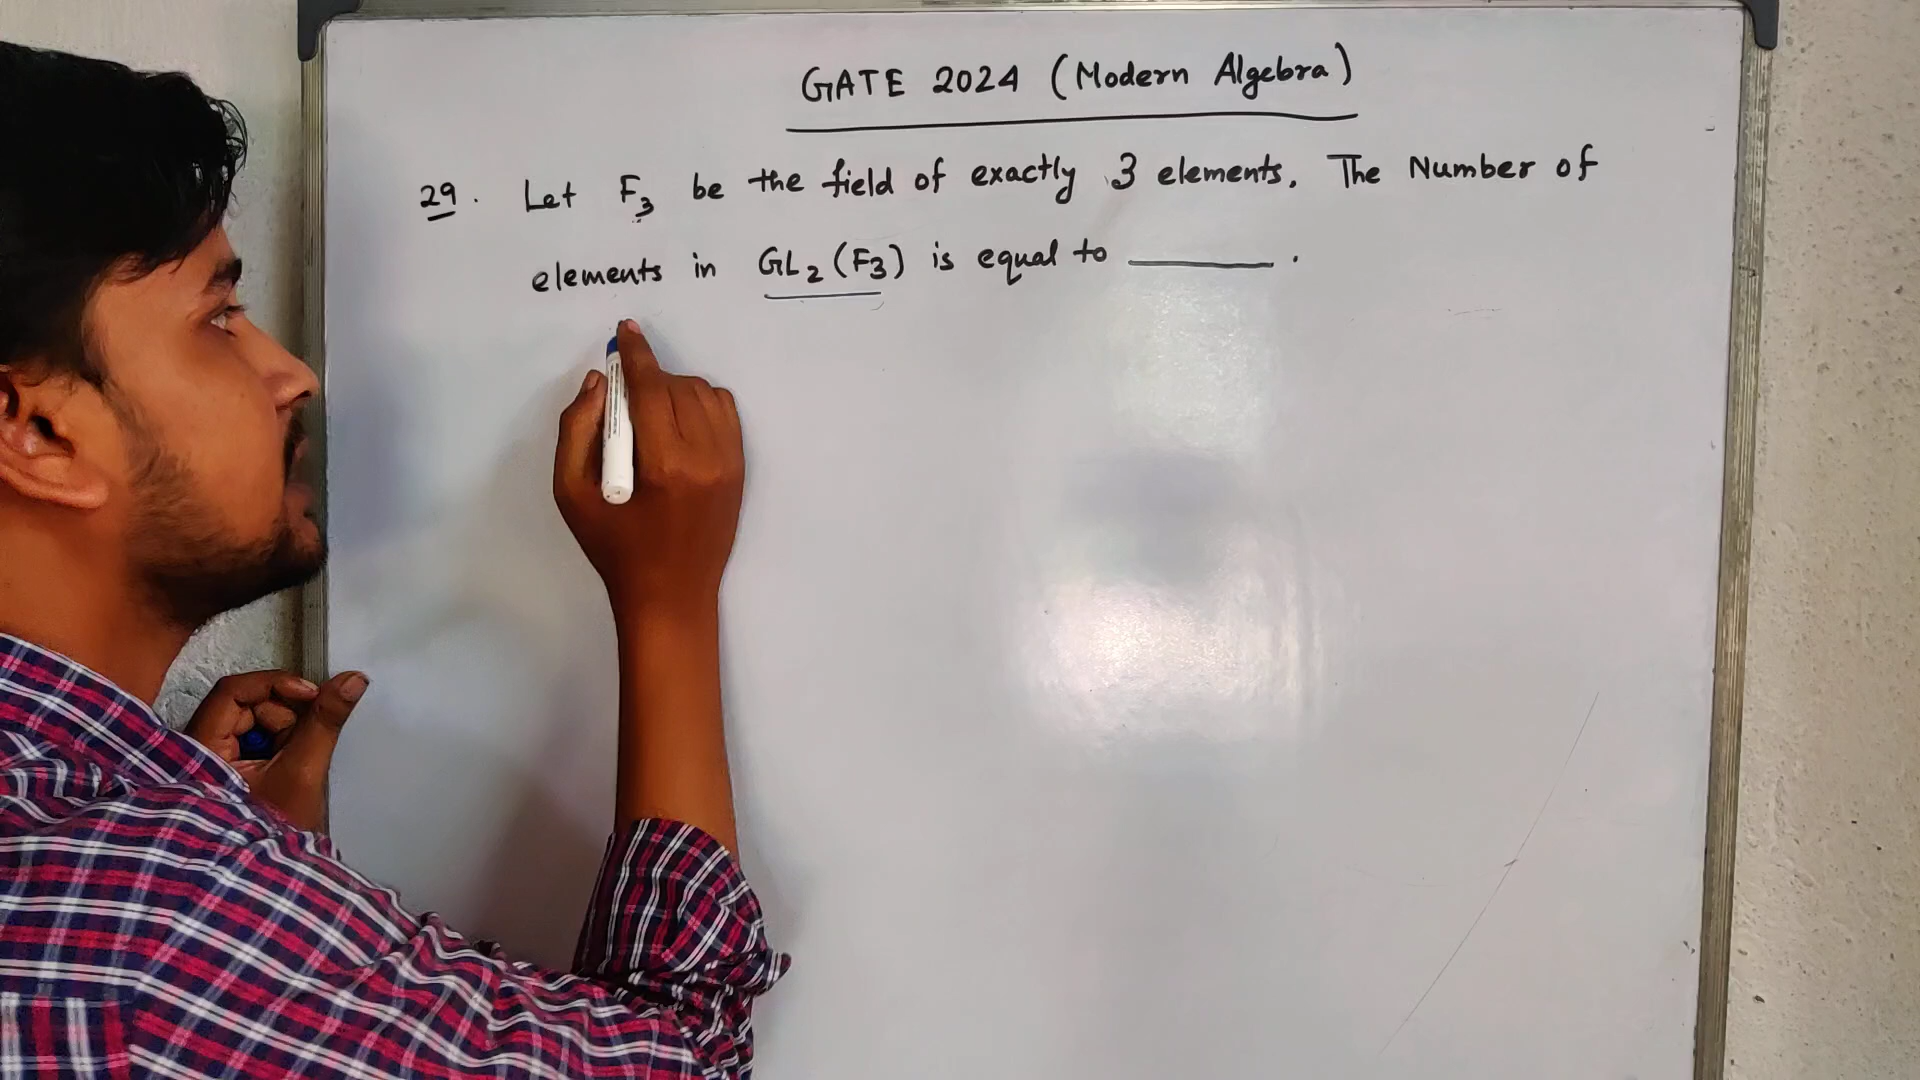 GATE 2024 (Modern Algebra)
29. Let F₃ be the field of exactly 3 elements. The Number of
elements in GL₂(F₃) is equal to ______.